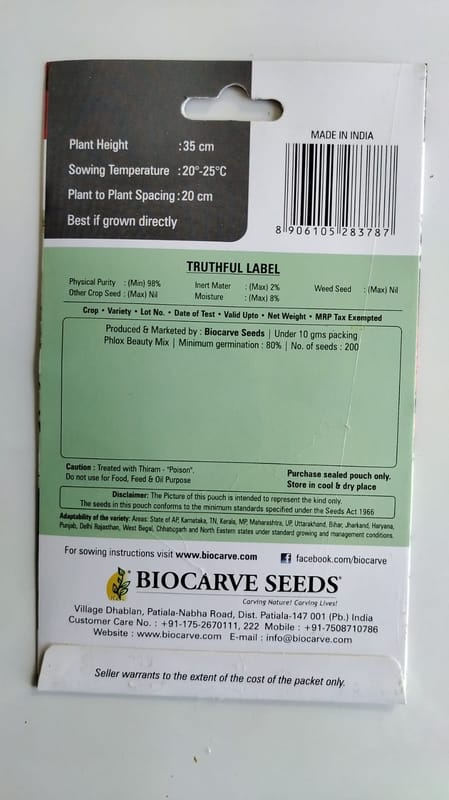 Plant Height : 35 cm
Sowing Temperature : 20°-25°C
Plant to Plant Spacing : 20 cm
Best if grown directly
MADE IN INDIA
8 906105 283787
TRUTHFUL LABEL
Physical Purity : (Min) 98% Inert Mater : (Max) 2% Weed Seed : (Max) Nil
Other Crop Seed : (Max) Nil Moisture : (Max) 8%
Crop • Variety • Lot No. • Date of Test • Valid Upto • Net Weight • MRP Tax Exempted
Produced & Marketed by : Biocarve Seeds | Under 10 gms packing
Phlox Beauty Mix | Minimum germination : 80% | No. of seeds : 200
Caution : Treated with Thiram - "Poison".
Do not use for Food, Feed & Oil Purpose
Purchase sealed pouch only.
Store in cool & dry place
Disclaimer: The Picture of this pouch is intended to represent the kind only.
The seeds in this pouch conforms to the minimum standards specified under the Seeds Act 1966
Adaptability of the variety: Areas: State of AP, Karnataka, TN, Kerala, MP, Maharashtra, UP, Uttarakhand, Bihar, Jharkand, Haryana,
Punjab, Delhi Rajasthan, West Begal, Chhatisgarh and North Eastern states under standard growing and management conditions.
For sowing instructions visit www.biocarve.com facebook.com/biocarve
BIOCARVE SEEDS®
Carving Nature! Carving Lives!
Village Dhablan, Patiala-Nabha Road, Dist. Patiala-147 001 (Pb.) India
Customer Care No. : +91-175-2670111, 222 Mobile : +91-7508710786
Website : www.biocarve.com E-mail : info@biocarve.com
Seller warrants to the extent of the cost of the packet only.